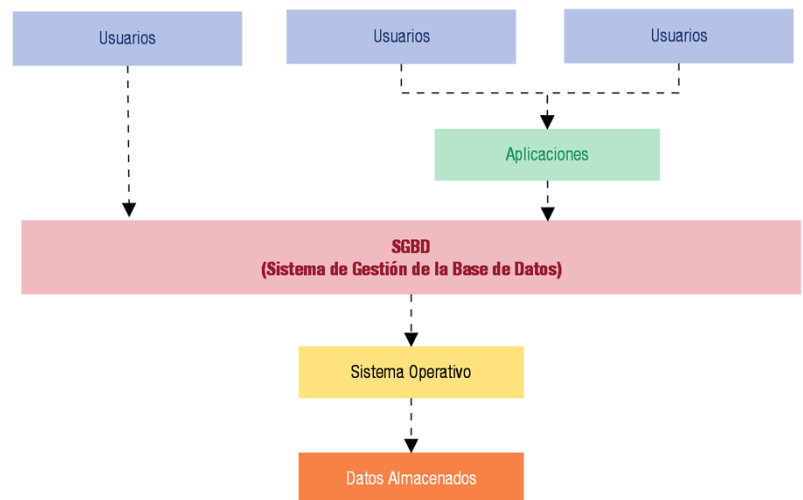 Usuarios
Usuarios
Usuarios
Aplicaciones
SGBD
(Sistema de Gestión de la Base de Datos)
Sistema Operativo
Datos Almacenados